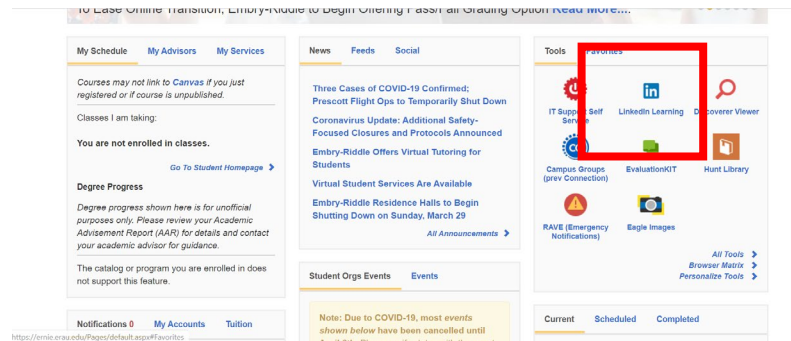 To Ease Online Transition, Embry-Riddle to Begin Offering Pass/Fail Grading Option Read More....
My Schedule My Advisors My Services
Courses may not link to Canvas if you just
registered or if course is unpublished.
Classes I am taking:
You are not enrolled in classes.
Go To Student Homepage
Degree Progress
Degree progress shown here is for unofficial
purposes only. Please review your Academic
Advisement Report (AAR) for details and contact
your academic advisor for guidance.
The catalog or program you are enrolled in does
not support this feature.
Notifications 0 My Accounts Tuition
https://ernie.erau.edu/Pages/default.aspx#Favorites
News Feeds Social
Three Cases of COVID-19 Confirmed;
Prescott Flight Ops to Temporarily Shut Down
Coronavirus Update: Additional Safety-
Focused Closures and Protocols Announced
Embry-Riddle Offers Virtual Tutoring for
Students
Virtual Student Services Are Available
Embry-Riddle Residence Halls to Begin
Shutting Down on Sunday, March 29
All Announcements
Student Orgs Events Events
Note: Due to COVID-19, most events
shown below have been cancelled until
Tools Favorites
in
IT Support Self
Service
LinkedIn Learning
Discoverer Viewer
Campus Groups
(prev Connection)
EvaluationKIT
Hunt Library
RAVE (Emergency
Notifications)
Eagle Images
All Tools
Browser Matrix
Personalize Tools
Current Scheduled Completed